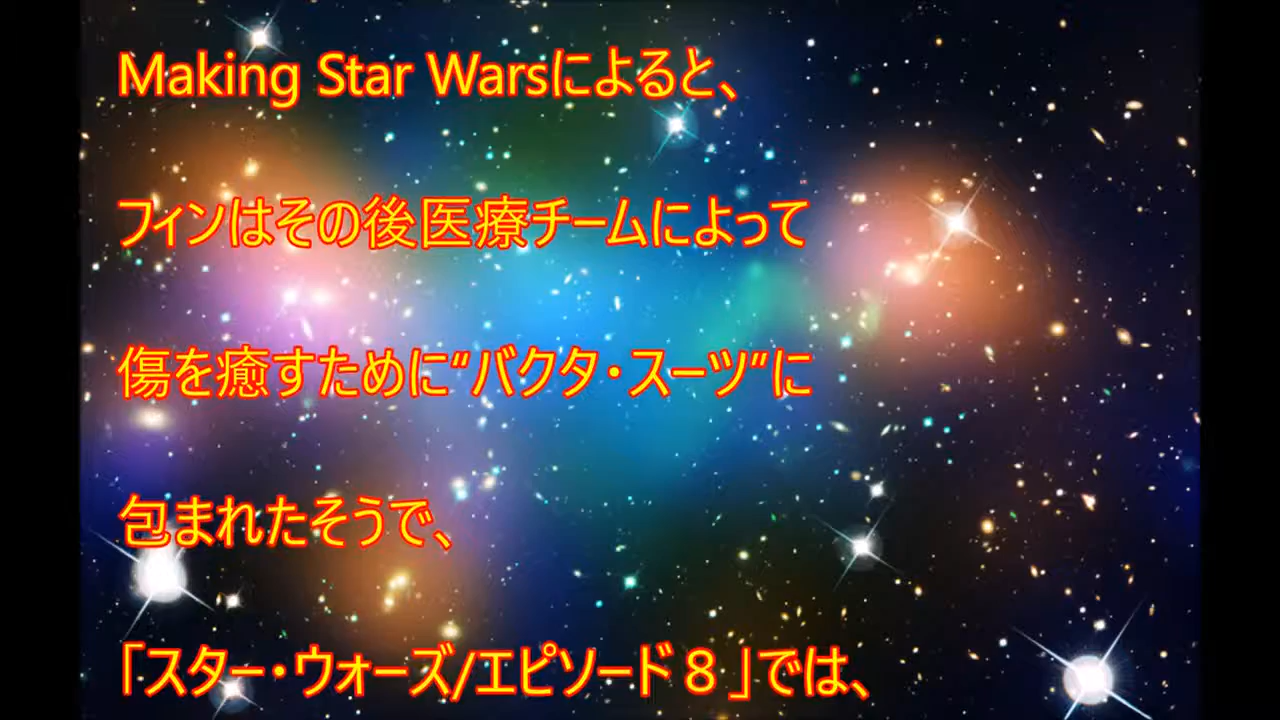 Making Star Warsによると、
フィンはその後医療チームによって
傷を癒すために“バクタ・スーツ”に
包まれたそうで、
「スター・ウォーズ/エピソード８」では、